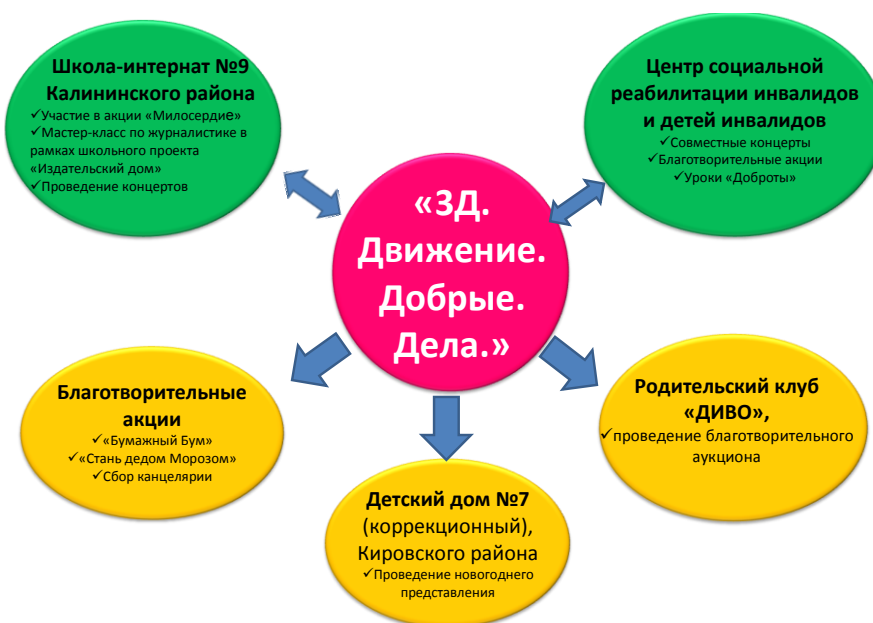 Школа-интернат №9
Калининского района
✓Участие в акции «Милосердие»
✓Мастер-класс по журналистике в
рамках школьного проекта
«Издательский дом»
✓Проведение концертов
Центр социальной
реабилитации инвалидов
и детей инвалидов
✓Совместные концерты
✓Благотворительные акции
✓Уроки «Доброты»
«3Д.
Движение.
Добрые.
Дела.»
Благотворительные
акции
✓«Бумажный Бум»
✓«Стань дедом Морозом»
✓Сбор канцелярии
Родительский клуб
«ДИВО»,
✓проведение благотворительного
аукциона
Детский дом №7
(коррекционный),
Кировского района
✓Проведение новогоднего
представления